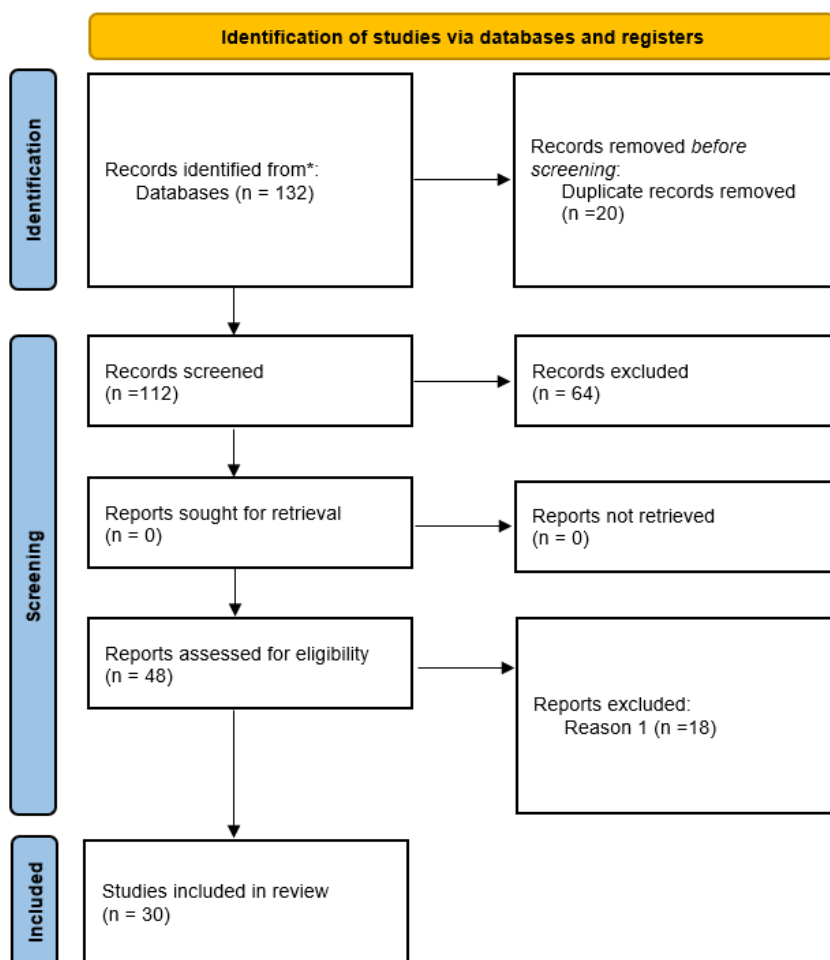 Identification of studies via databases and registers
Identification
Records identified from*:
Databases (n = 132)
Records removed before
screening:
Duplicate records removed
(n =20)
Screening
Records screened
(n =112)
Records excluded
(n = 64)
Reports sought for retrieval
(n = 0)
Reports not retrieved
(n = 0)
Reports assessed for eligibility
(n = 48)
Reports excluded:
Reason 1 (n =18)
Included
Studies included in review
(n = 30)